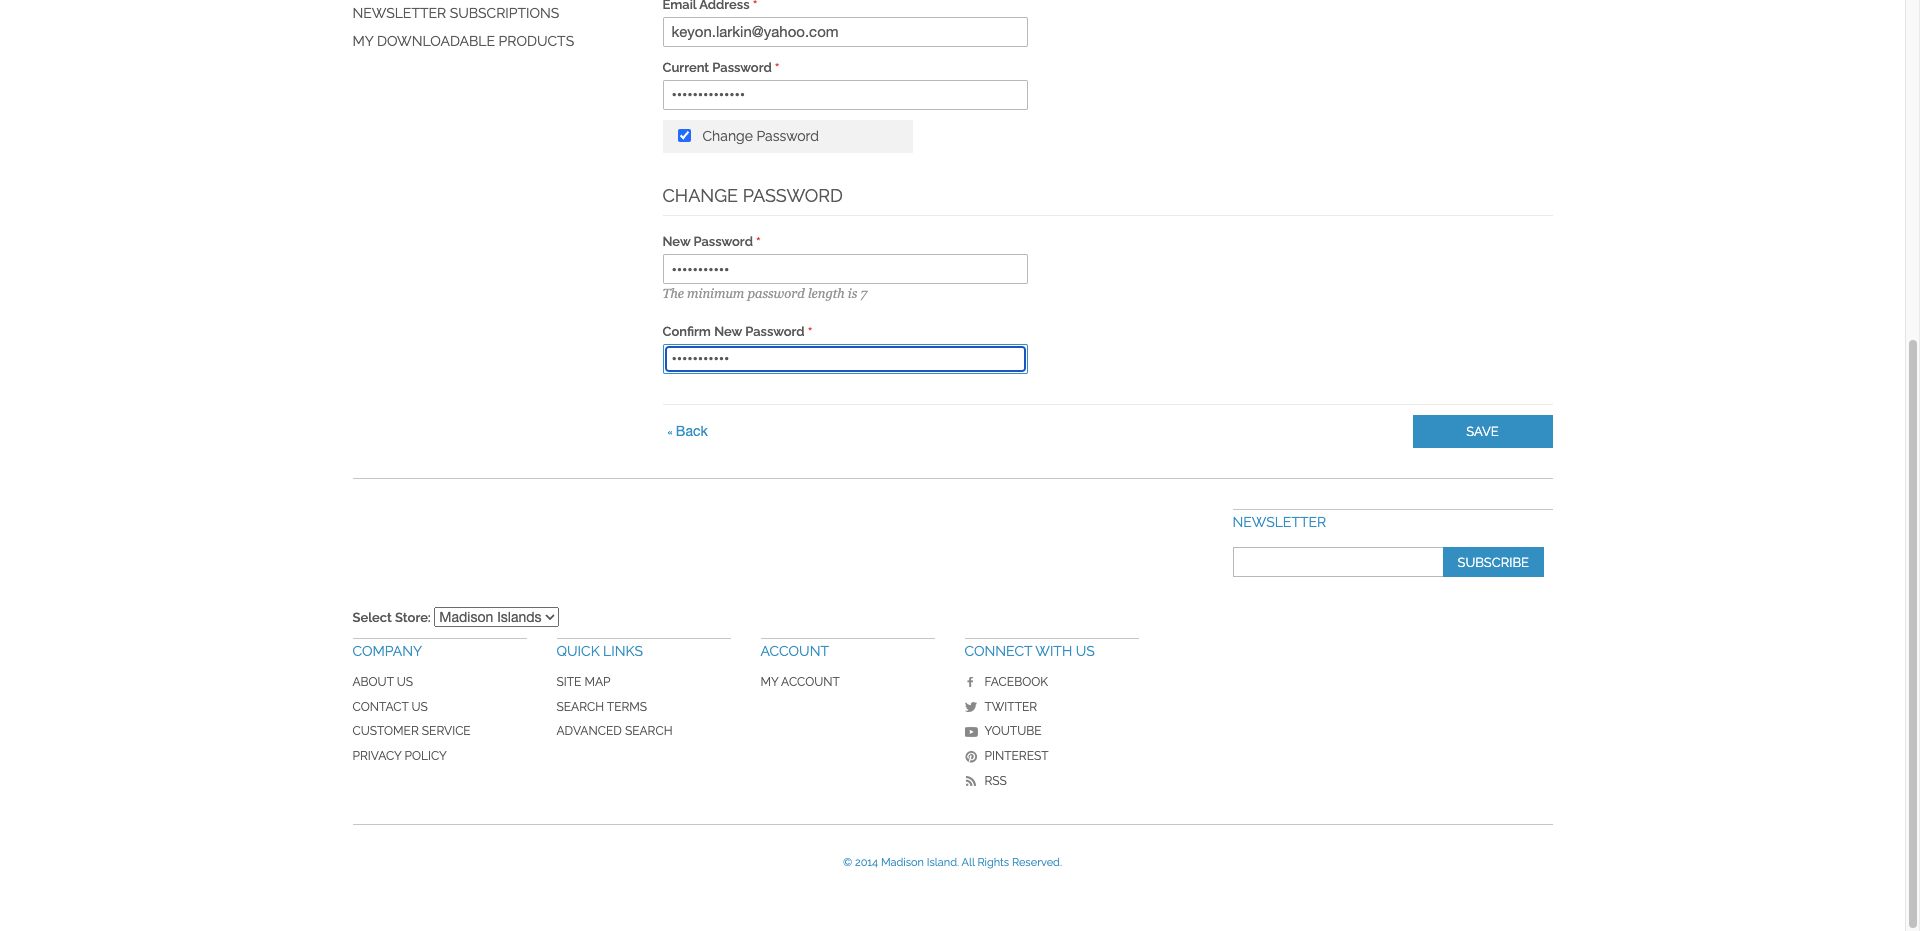 NEWSLETTER SUBSCRIPTIONS
MY DOWNLOADABLE PRODUCTS
Email Address *
keyon.larkin@yahoo.com
Current Password *
••••••••••••••
Change Password
CHANGE PASSWORD
New Password *
•••••••••••
The minimum password length is 7
Confirm New Password *
•••••••••••
« Back
SAVE
NEWSLETTER
SUBSCRIBE
Select Store: Madison Islands
COMPANY
ABOUT US
CONTACT US
CUSTOMER SERVICE
PRIVACY POLICY
QUICK LINKS
SITE MAP
SEARCH TERMS
ADVANCED SEARCH
ACCOUNT
MY ACCOUNT
CONNECT WITH US
FACEBOOK
TWITTER
YOUTUBE
PINTEREST
RSS
© 2014 Madison Island. All Rights Reserved.